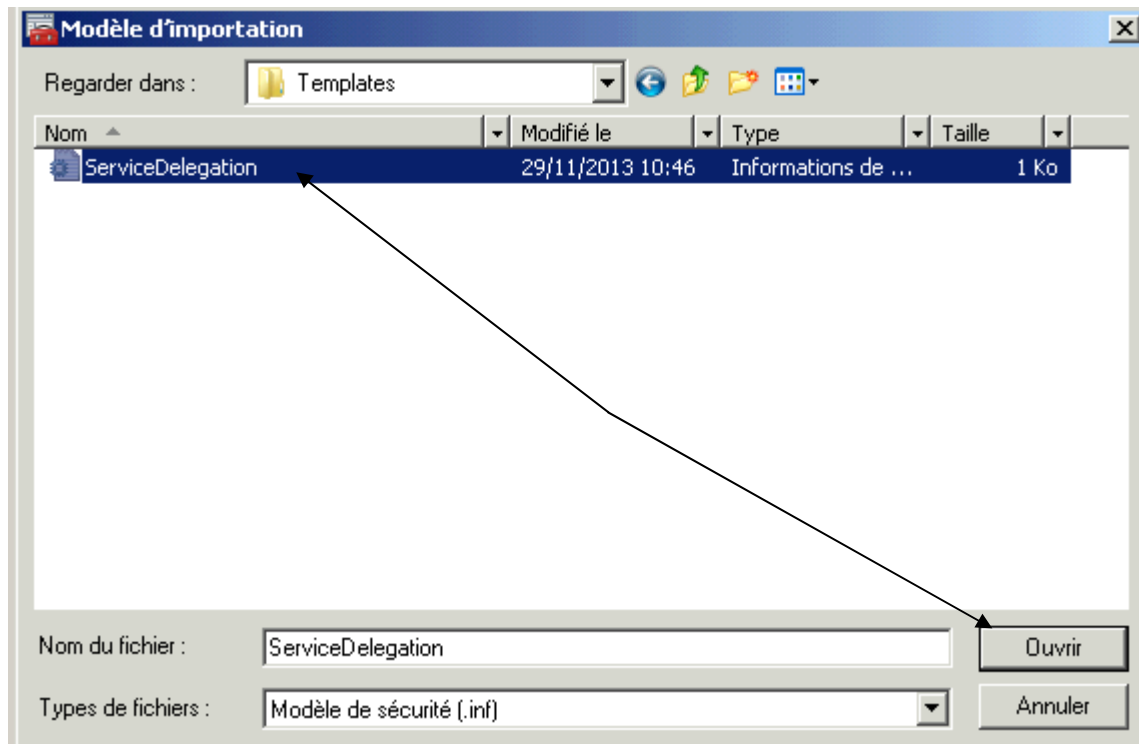 Modèle d'importation
Regarder dans : Templates
Nom Modifié le Type Taille
ServiceDelegation 29/11/2013 10:46 Informations de ... 1 Ko
Nom du fichier : ServiceDelegation Ouvrir
Types de fichiers : Modèle de sécurité (.inf) Annuler